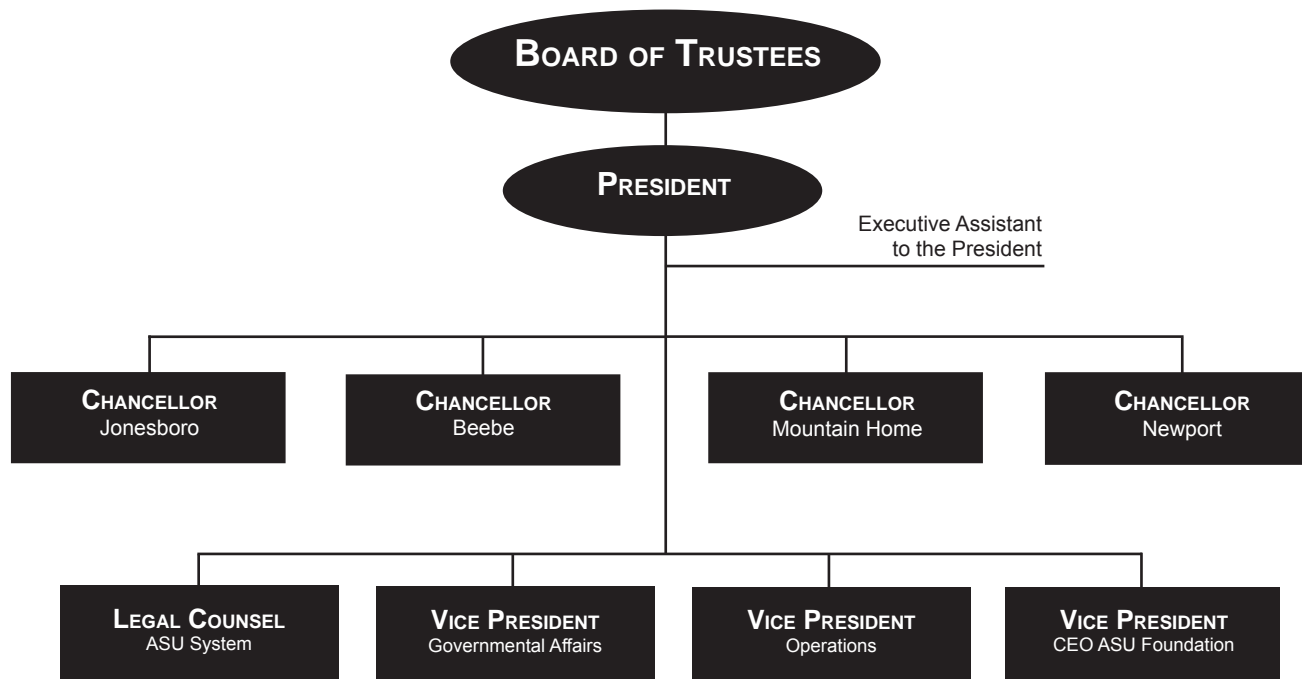 Board of Trustees
President
Executive Assistant
to the President
Chancellor
Jonesboro
Chancellor
Beebe
Chancellor
Mountain Home
Chancellor
Newport
Legal Counsel
ASU System
Vice President
Governmental Affairs
Vice President
Operations
Vice President
CEO ASU Foundation